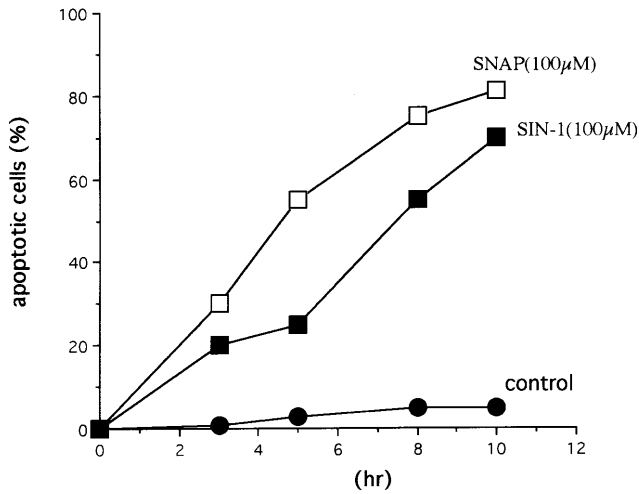 100
80
60
40
20
0
apoptotic cells (%)
SNAP(100μM)
SIN-1(100μM)
control
0 2 4 6 8 10 12
(hr)